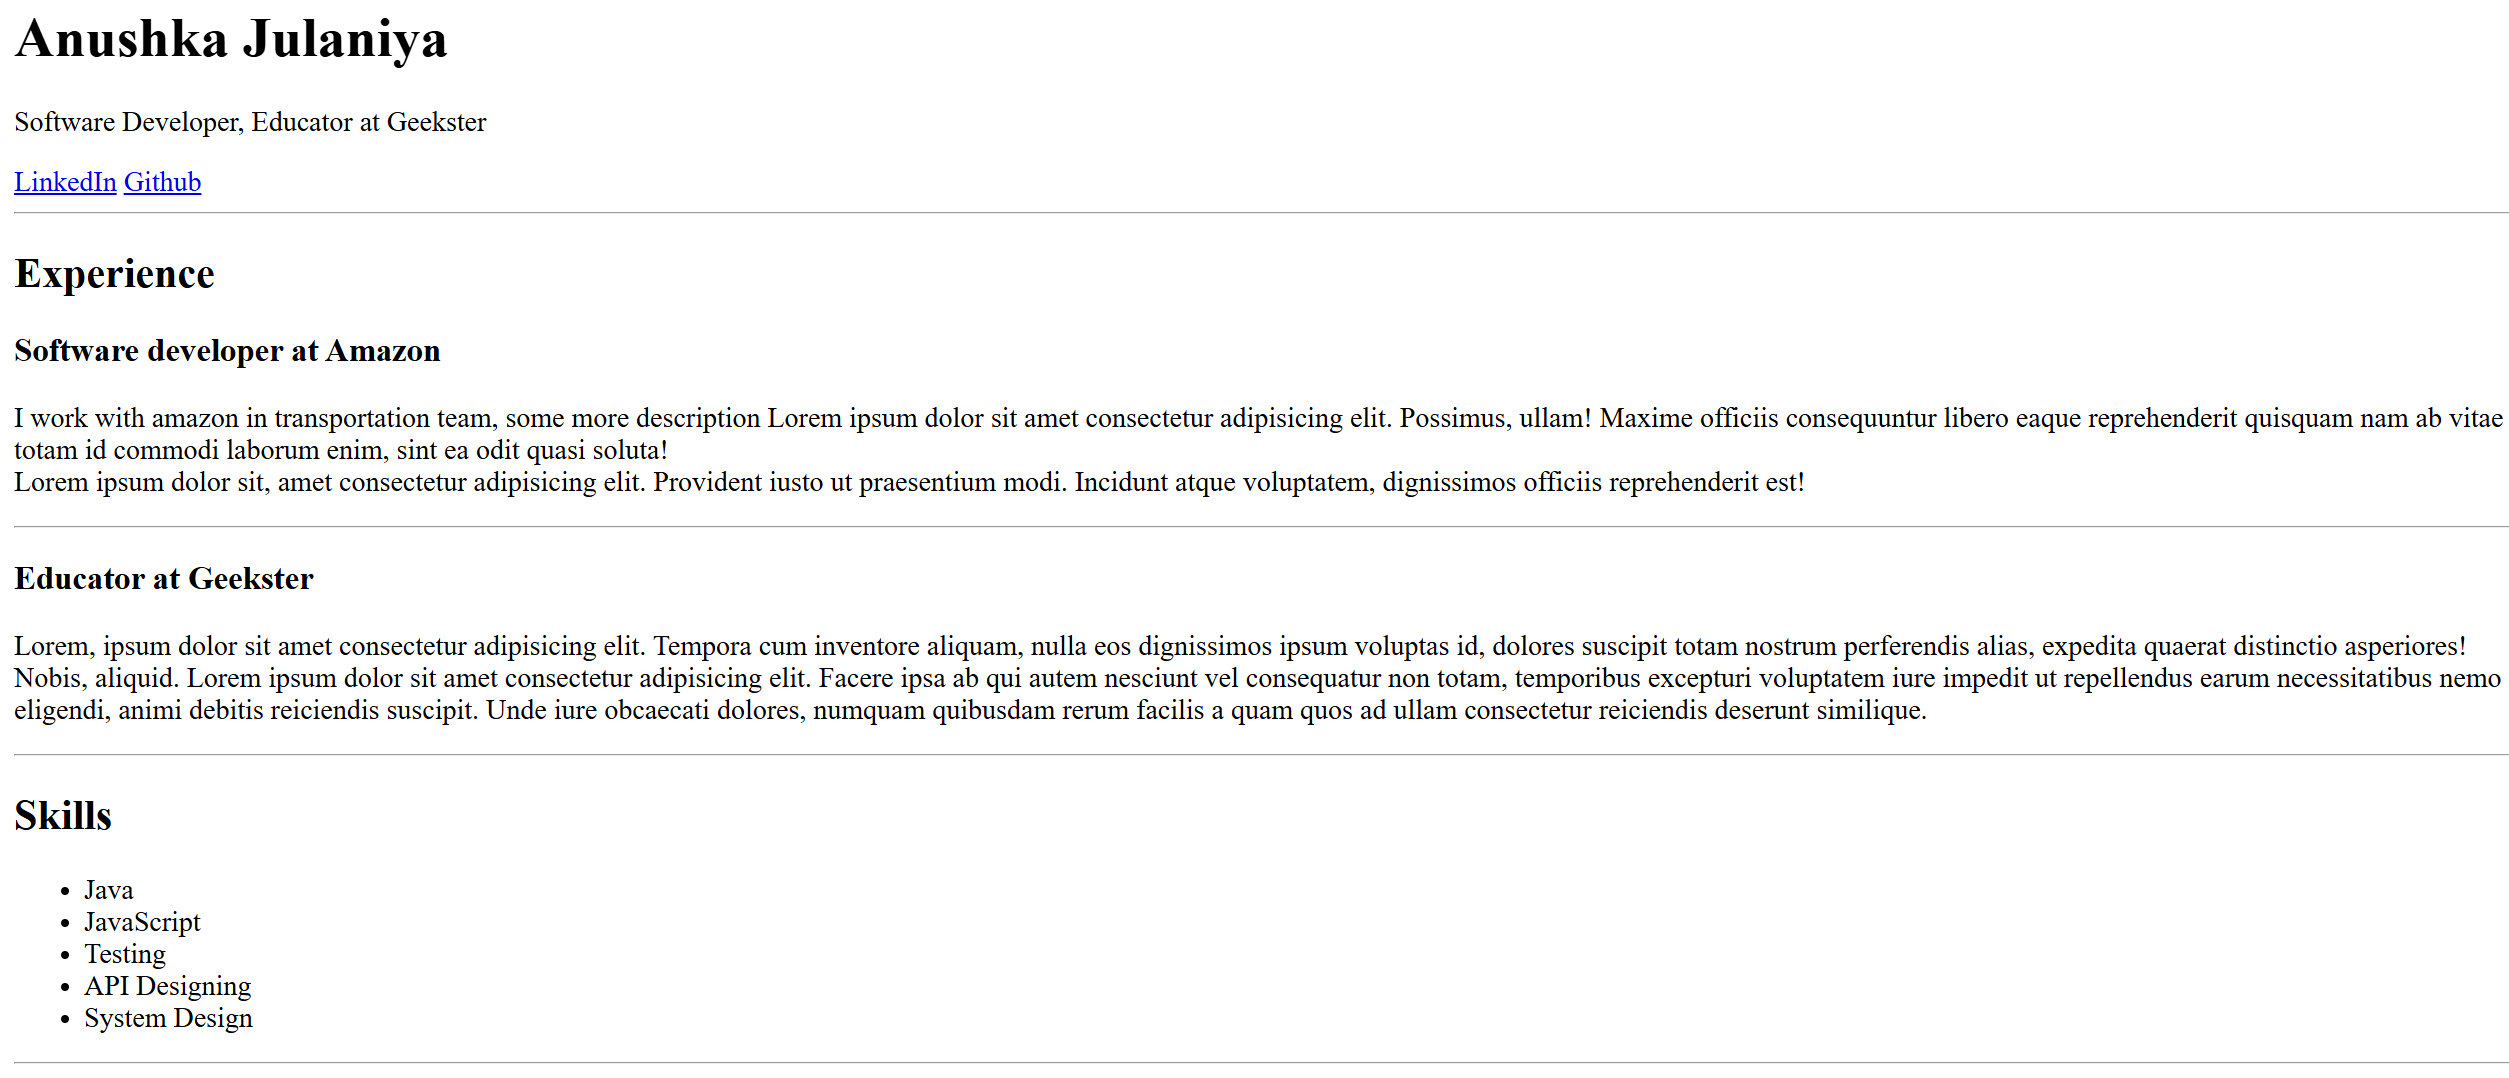 Anushka Julaniya
Software Developer, Educator at Geekster
LinkedIn Github
Experience
Software developer at Amazon
I work with amazon in transportation team, some more description Lorem ipsum dolor sit amet consectetur adipisicing elit. Possimus, ullam! Maxime officiis consequuntur libero eaque reprehenderit quisquam nam ab vitae
totam id commodi laborum enim, sint ea odit quasi soluta!
Lorem ipsum dolor sit, amet consectetur adipisicing elit. Provident iusto ut praesentium modi. Incidunt atque voluptatem, dignissimos officiis reprehenderit est!
Educator at Geekster
Lorem, ipsum dolor sit amet consectetur adipisicing elit. Tempora cum inventore aliquam, nulla eos dignissimos ipsum voluptas id, dolores suscipit totam nostrum perferendis alias, expedita quaerat distinctio asperiores!
Nobis, aliquid. Lorem ipsum dolor sit amet consectetur adipisicing elit. Facere ipsa ab qui autem nesciunt vel consequatur non totam, temporibus excepturi voluptatem iure impedit ut repellendus earum necessitatibus nemo
eligendi, animi debitis reiciendis suscipit. Unde iure obcaecati dolores, numquam quibusdam rerum facilis a quam quos ad ullam consectetur reiciendis deserunt similique.
Skills
• Java
• JavaScript
• Testing
• API Designing
• System Design